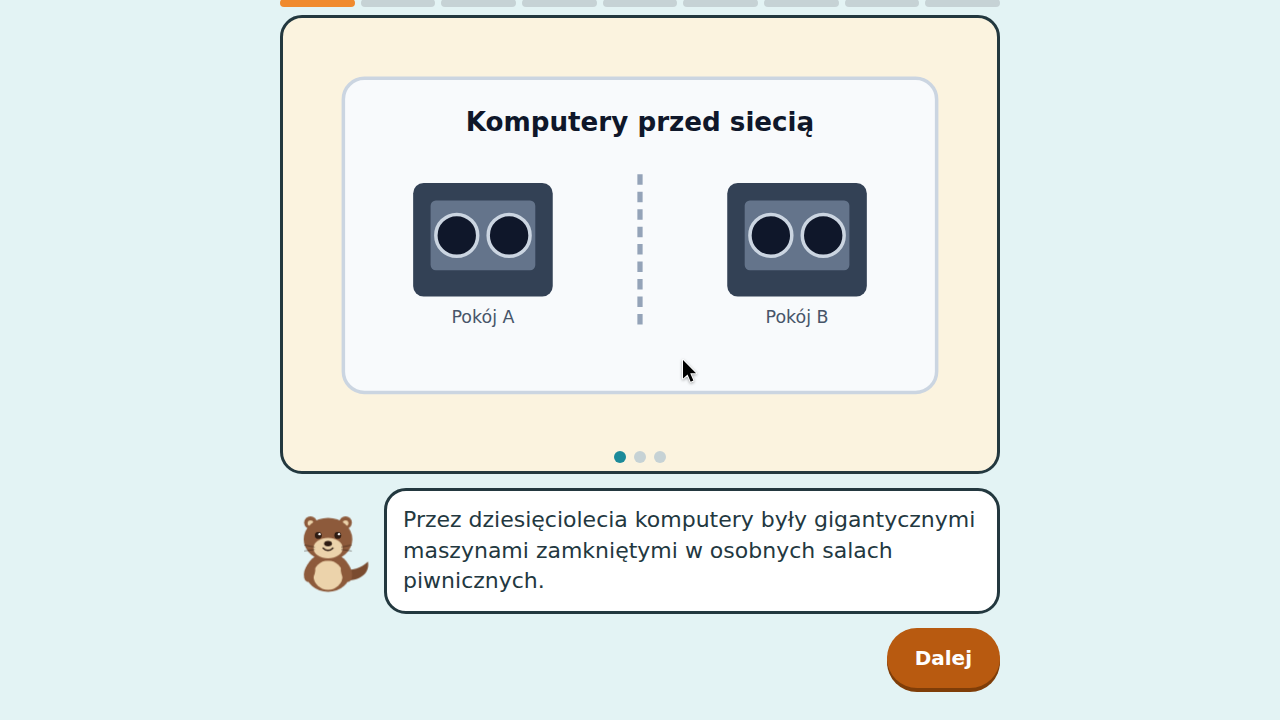 Komputery przed siecią
Pokój A
Pokój B
Przez dziesięciolecia komputery były gigantycznymi
maszynami zamkniętymi w osobnych salach
piwnicznych.
Dalej